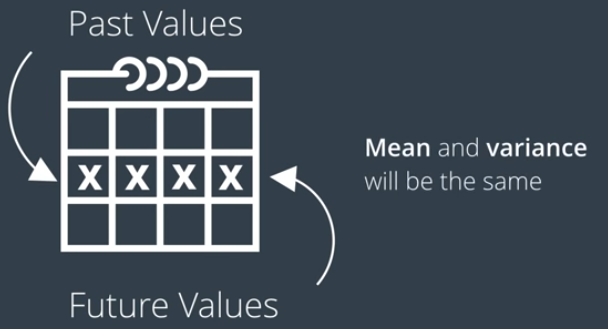 Past Values
X X X X
Mean and variance
will be the same
Future Values